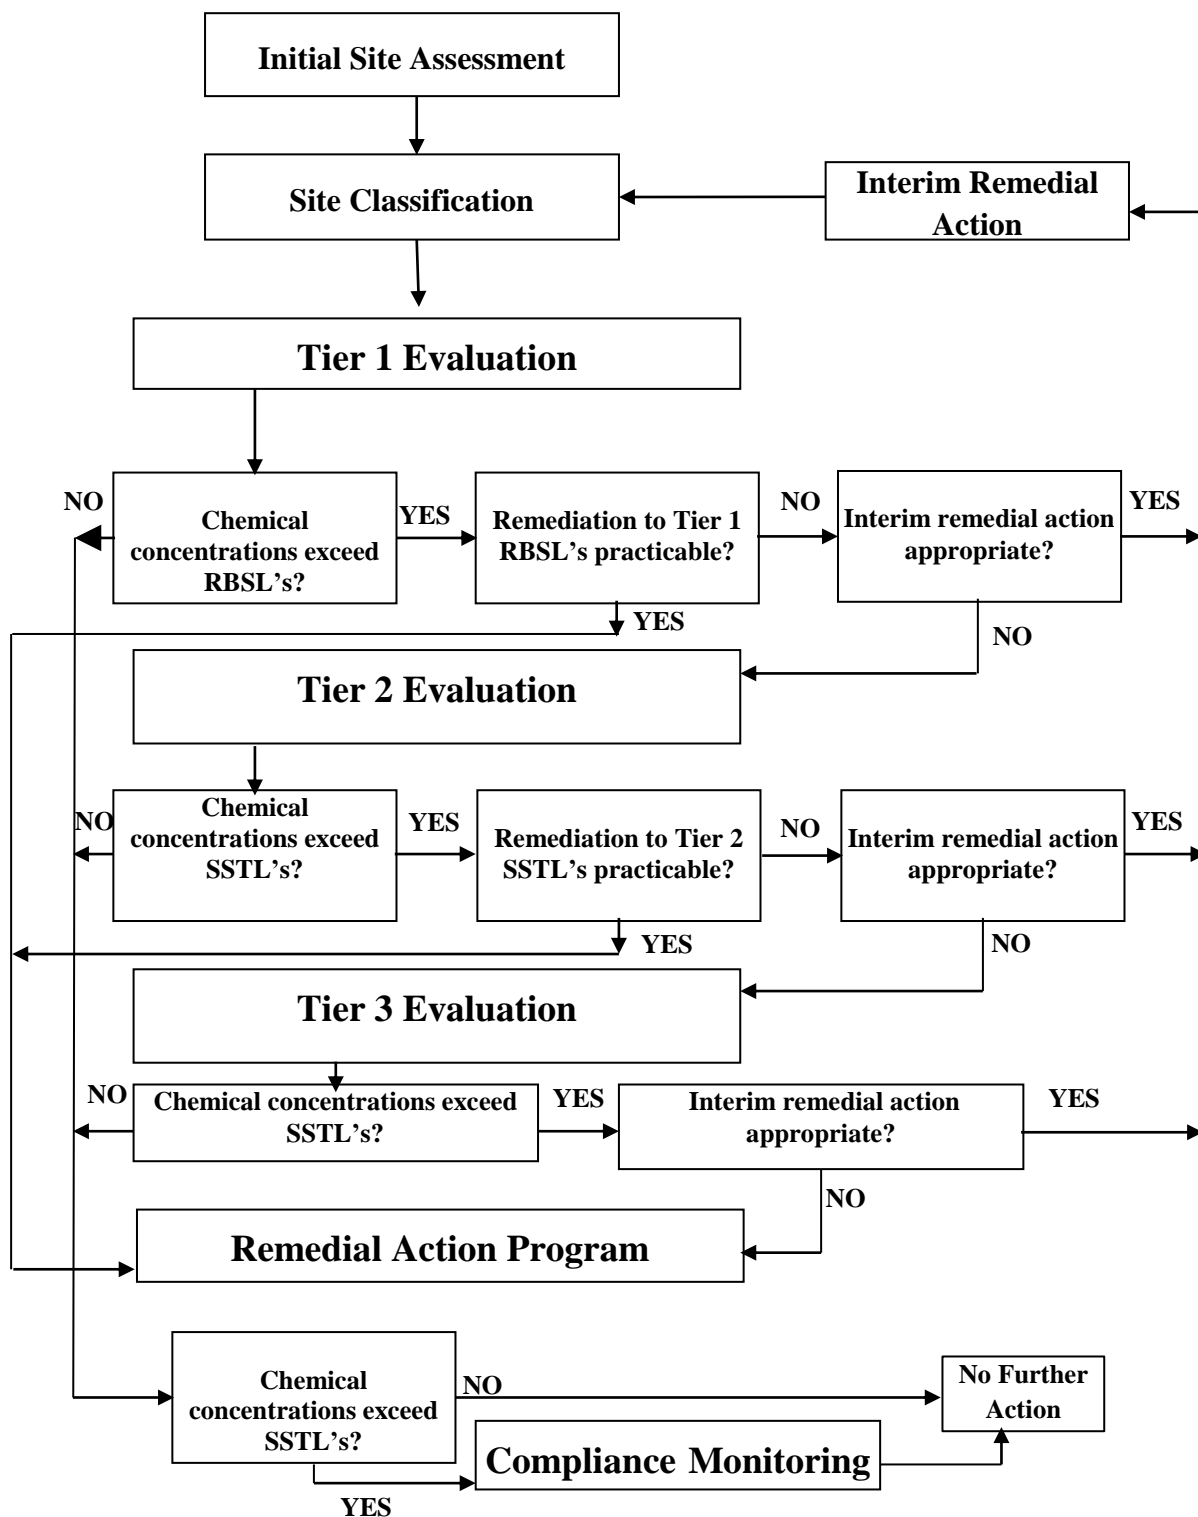 Initial Site Assessment
Site Classification
Interim Remedial
Action
Tier 1 Evaluation
NO
Chemical
concentrations exceed
RBSL's?
YES
Remediation to Tier 1
RBSL's practicable?
NO
Interim remedial action
appropriate?
YES
YES
NO
Tier 2 Evaluation
NO
Chemical
concentrations exceed
SSTL's?
YES
Remediation to Tier 2
SSTL's practicable?
NO
Interim remedial action
appropriate?
YES
YES
NO
Tier 3 Evaluation
NO
Chemical concentrations exceed
SSTL's?
YES
Interim remedial action
appropriate?
YES
NO
Remedial Action Program
Chemical
concentrations exceed
SSTL's?
NO
No Further
Action
Compliance Monitoring
YES